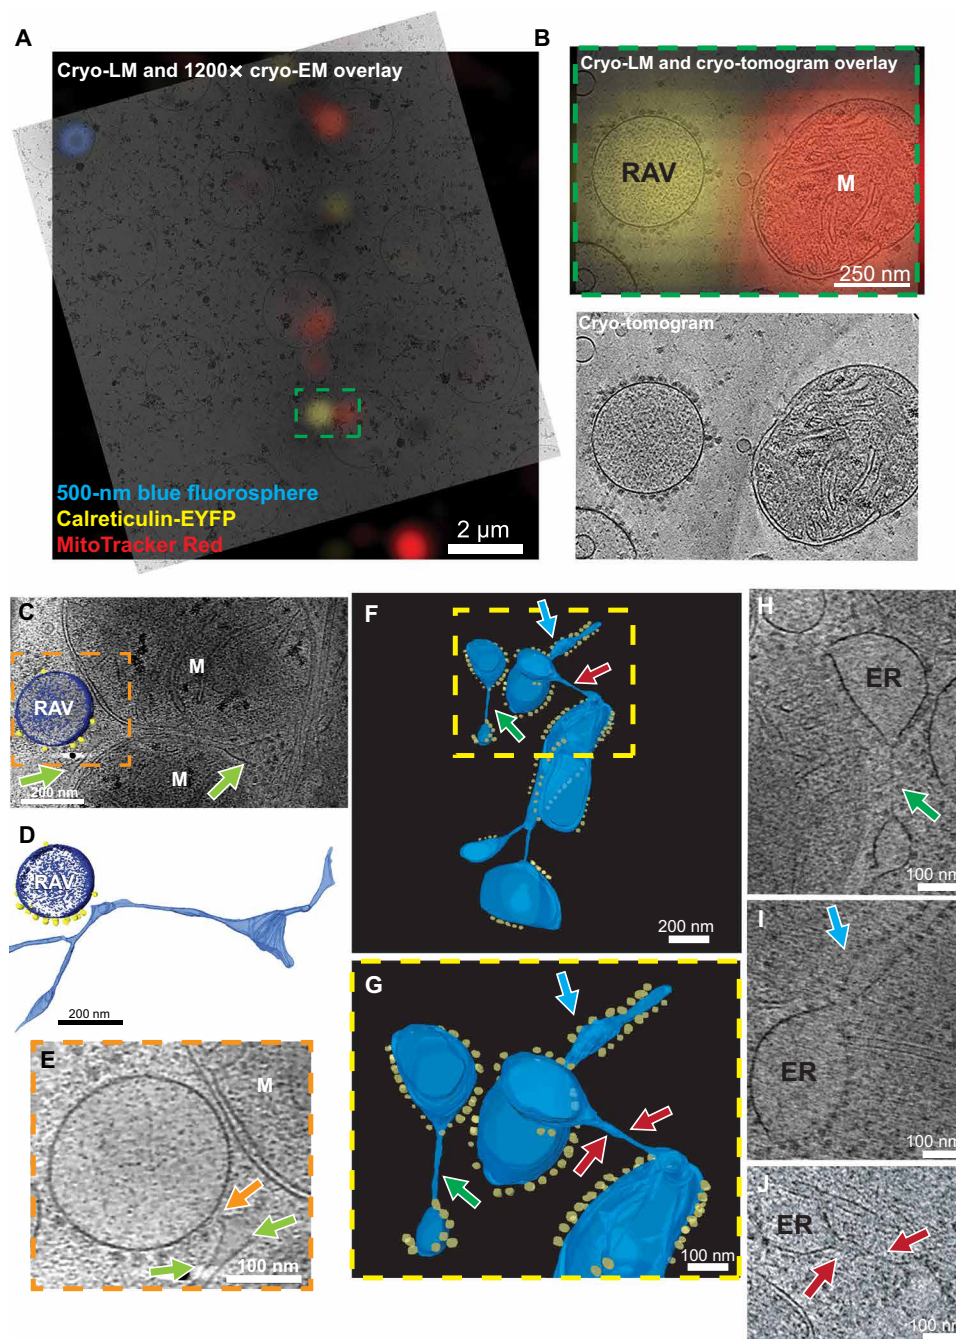 A
Cryo-LM and 1200× cryo-EM overlay
500-nm blue fluorosphere
Calreticulin-EYFP
MitoTracker Red
2 μm
B
Cryo-LM and cryo-tomogram overlay
RAV
M
250 nm
Cryo-tomogram
C
M
RAV
M
200 nm
D
RAV
200 nm
E
M
100 nm
F
200 nm
G
100 nm
H
ER
100 nm
I
ER
100 nm
J
ER
100 nm